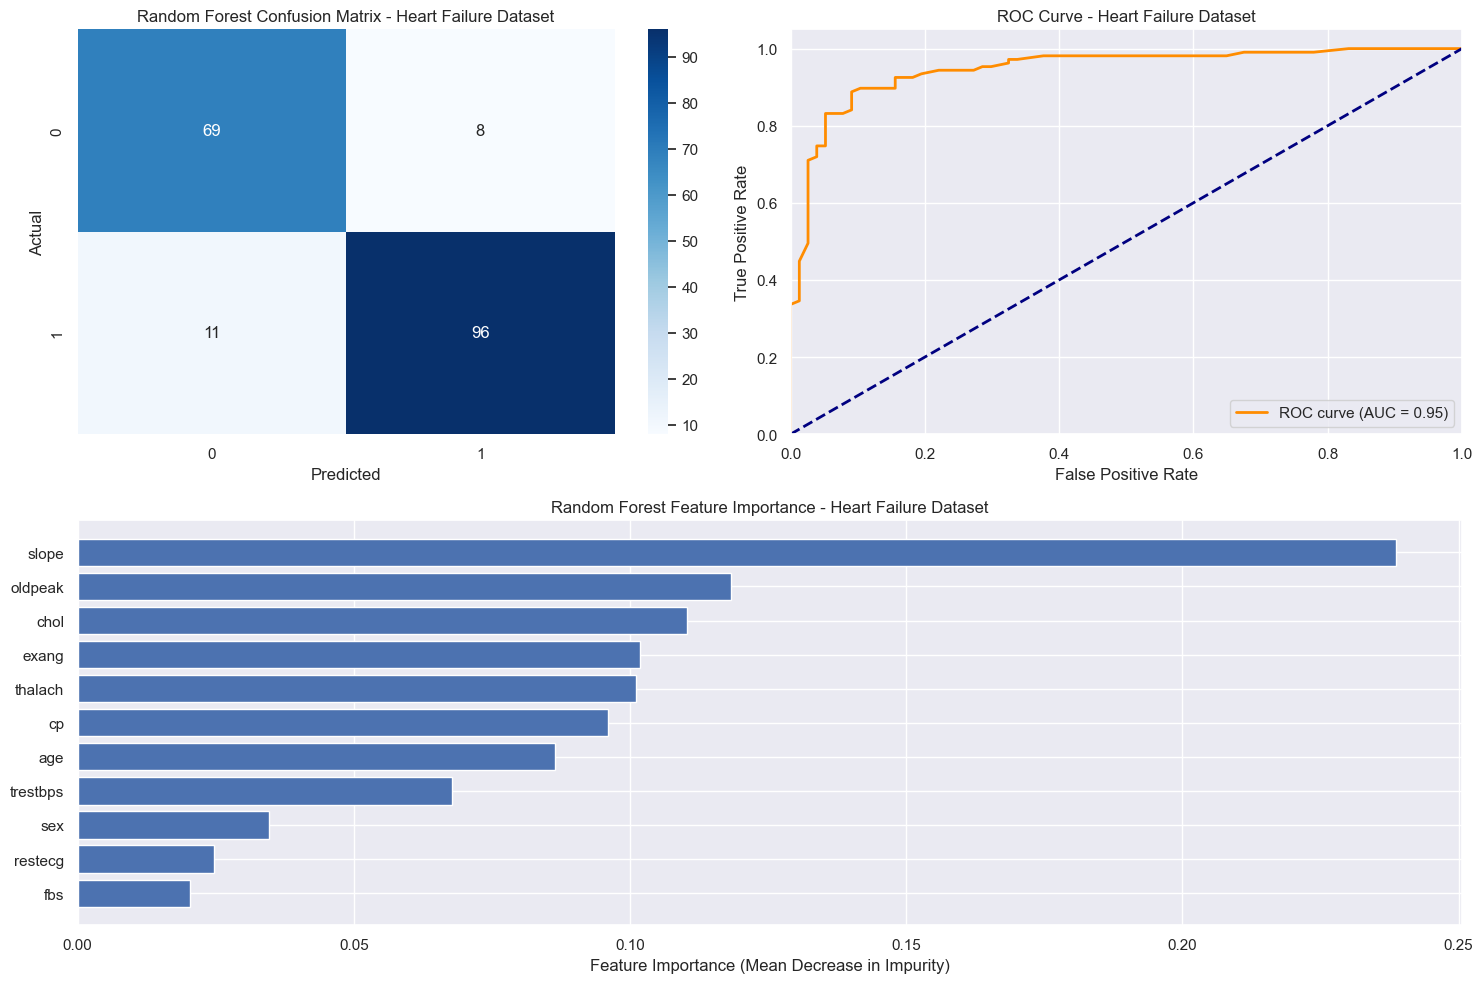 Random Forest Confusion Matrix - Heart Failure Dataset
Actual
0
1
69
8
11
96
0
1
Predicted
90
80
70
60
50
40
30
20
10
ROC Curve - Heart Failure Dataset
True Positive Rate
1.0
0.8
0.6
0.4
0.2
0.0
ROC curve (AUC = 0.95)
0.0
0.2
0.4
0.6
0.8
1.0
False Positive Rate
Random Forest Feature Importance - Heart Failure Dataset
slope
oldpeak
chol
exang
thalach
cp
age
trestbps
sex
restecg
fbs
0.00
0.05
0.10
0.15
0.20
0.25
Feature Importance (Mean Decrease in Impurity)